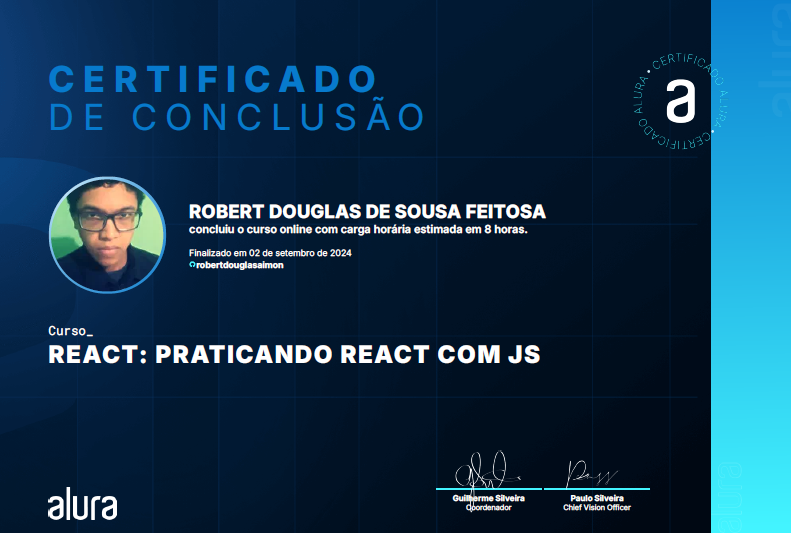 CERTIFICADO
DE CONCLUSÃO
CERTIFICADO ALURA • CERTIFICADO ALURA •
a
alura
ROBERT DOUGLAS DE SOUSA FEITOSA
concluiu o curso online com carga horária estimada em 8 horas.
Finalizado em 02 de setembro de 2024
robertdouglasaimon
Curso_
REACT: PRATICANDO REACT COM JS
Guilherme Silveira
Coordenador
Paulo Silveira
Chief Vision Officer
alura
alura